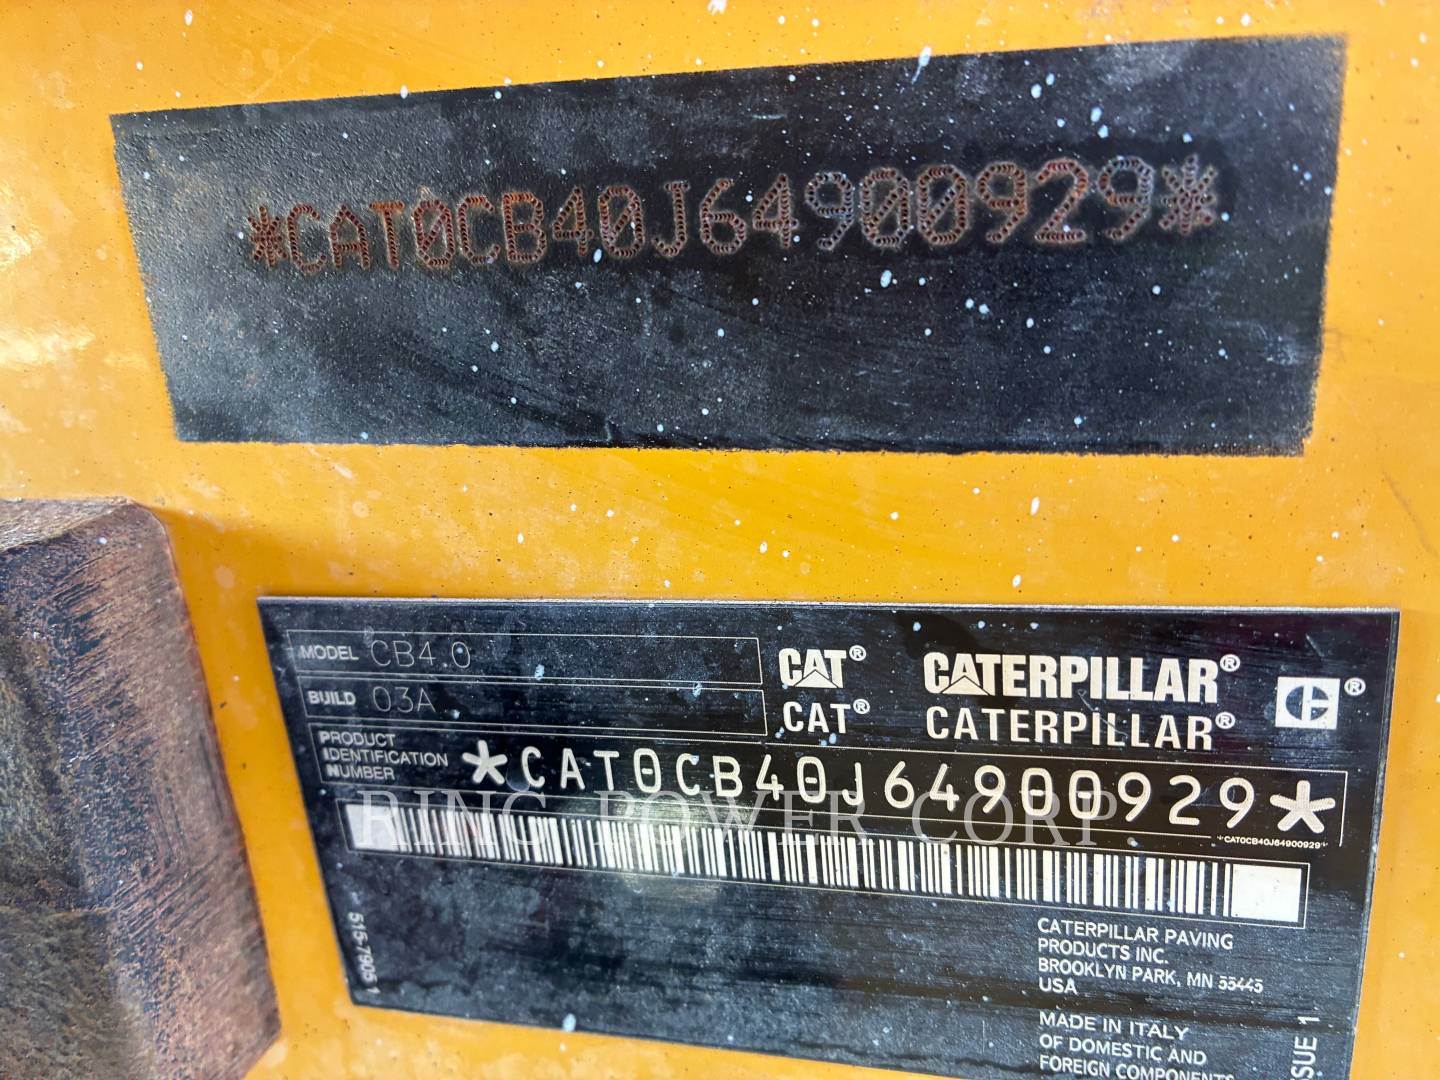 *CAT0CB40J64900929*
MODEL CB4.0
BUILD 03A
CAT® CATERPILLAR®
CAT® CATERPILLAR®
®
PRODUCT
IDENTIFICATION
NUMBER *CAT0CB40J64900929*
RING POWER CORP
*CAT0CB40J64900929*
CATERPILLAR PAVING
PRODUCTS INC.
BROOKLYN PARK, MN 55445
USA
MADE IN ITALY
OF DOMESTIC AND
FOREIGN COMPONENTS